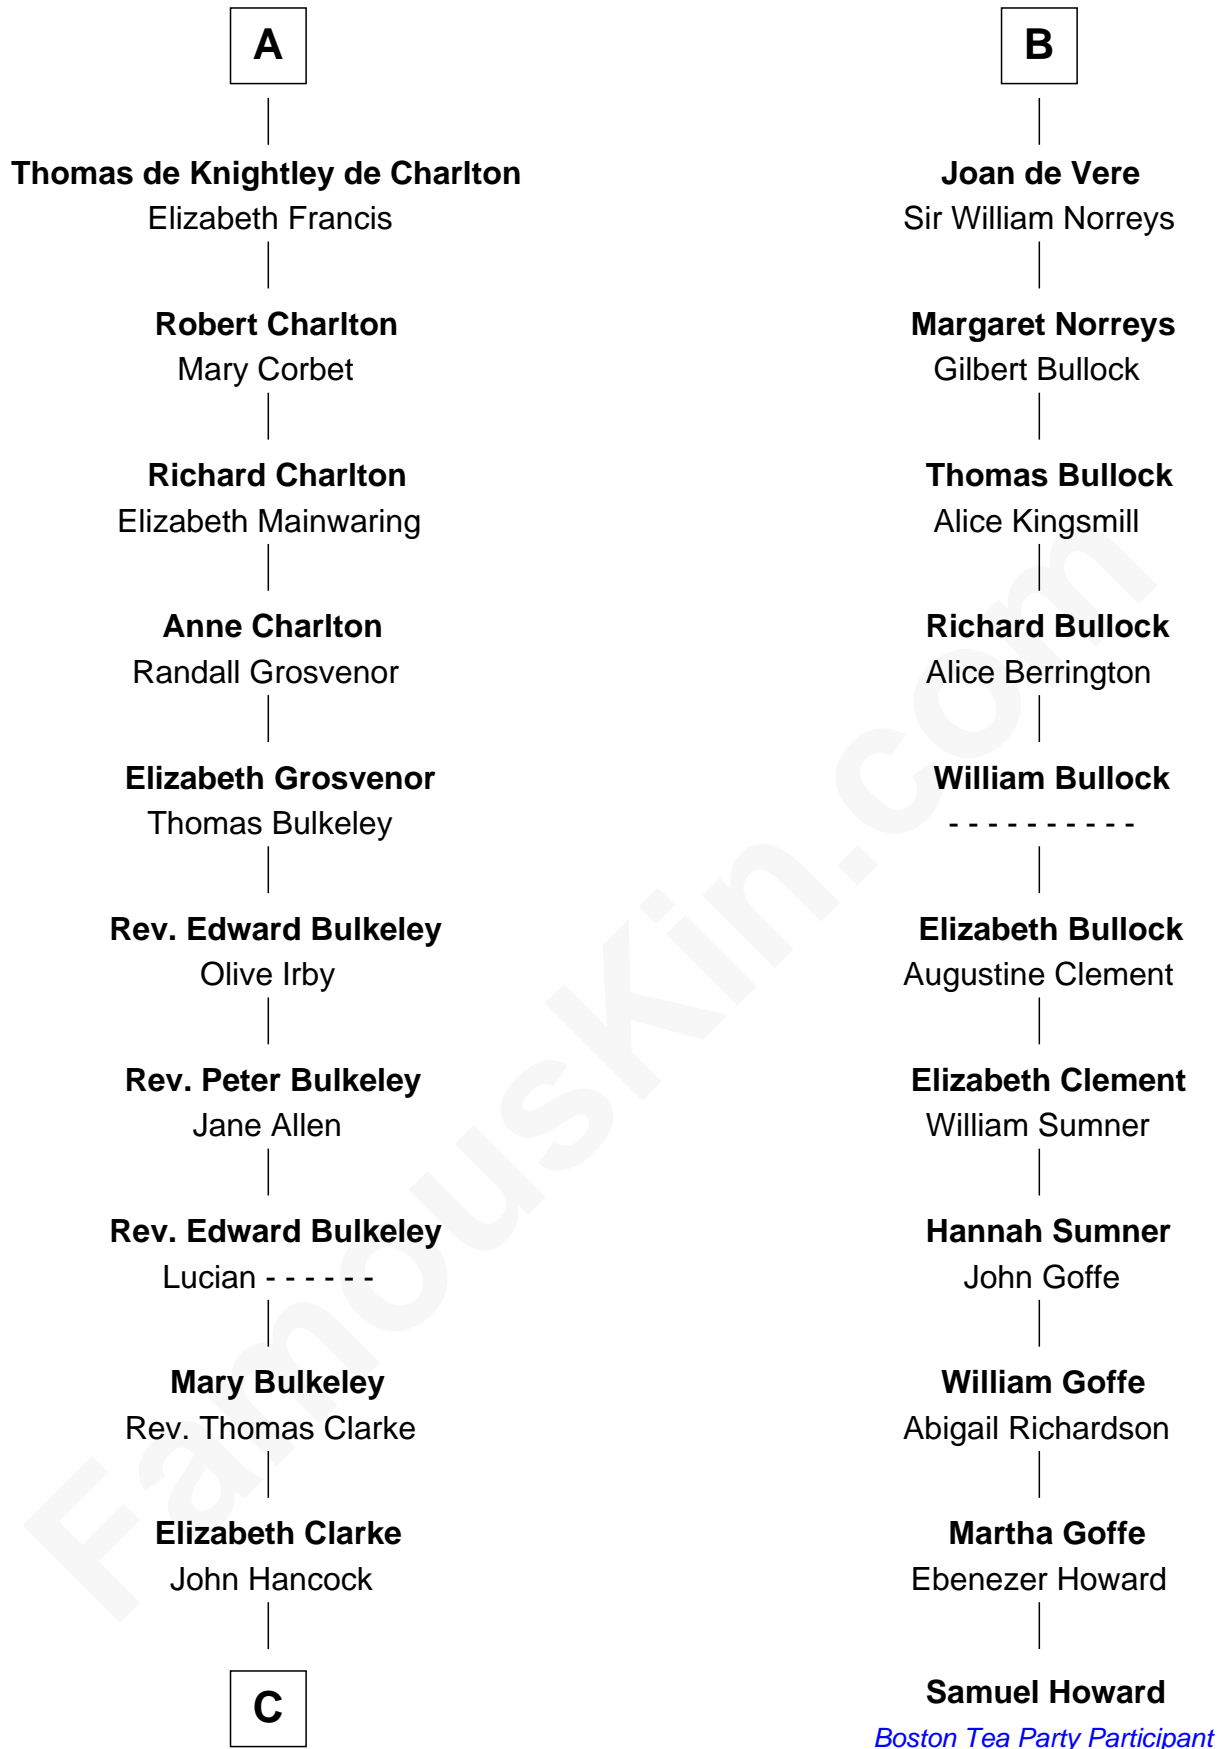 A
Thomas de Knightley de Charlton
Elizabeth Francis
Robert Charlton
Mary Corbet
Richard Charlton
Elizabeth Mainwaring
Anne Charlton
Randall Grosvenor
Elizabeth Grosvenor
Thomas Bulkeley
Rev. Edward Bulkeley
Olive Irby
Rev. Peter Bulkeley
Jane Allen
Rev. Edward Bulkeley
Lucian - - - - - -
Mary Bulkeley
Rev. Thomas Clarke
Elizabeth Clarke
John Hancock
C
B
Joan de Vere
Sir William Norreys
Margaret Norreys
Gilbert Bullock
Thomas Bullock
Alice Kingsmill
Richard Bullock
Alice Berrington
William Bullock
- - - - - - - - - -
Elizabeth Bullock
Augustine Clement
Elizabeth Clement
William Sumner
Hannah Sumner
John Goffe
William Goffe
Abigail Richardson
Martha Goffe
Ebenezer Howard
Samuel Howard
Boston Tea Party Participant
FamousKin.com